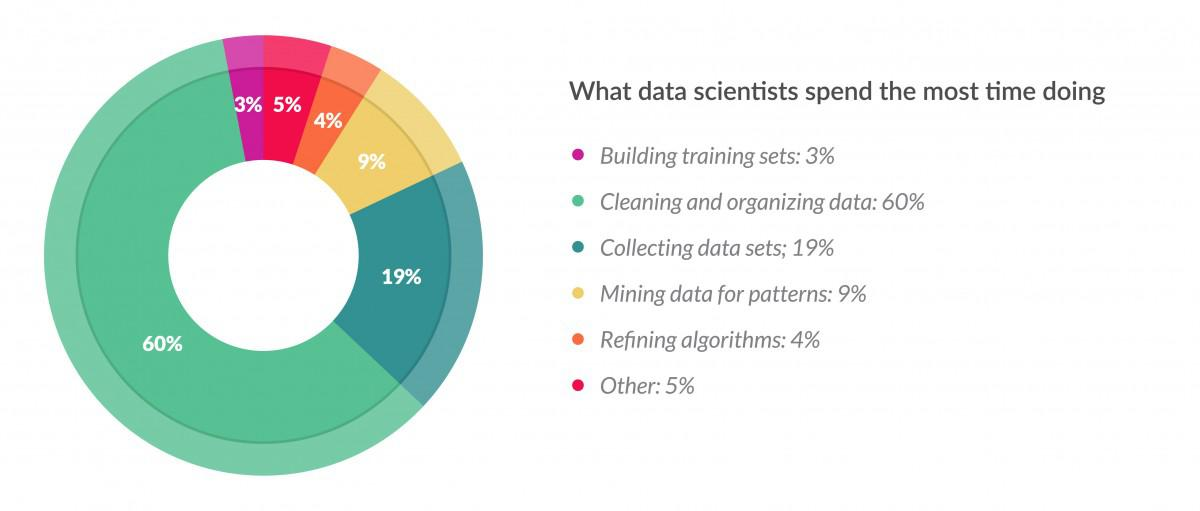 3%
5%
4%
9%
19%
60%
What data scientists spend the most time doing
Building training sets: 3%
Cleaning and organizing data: 60%
Collecting data sets; 19%
Mining data for patterns: 9%
Refining algorithms: 4%
Other: 5%